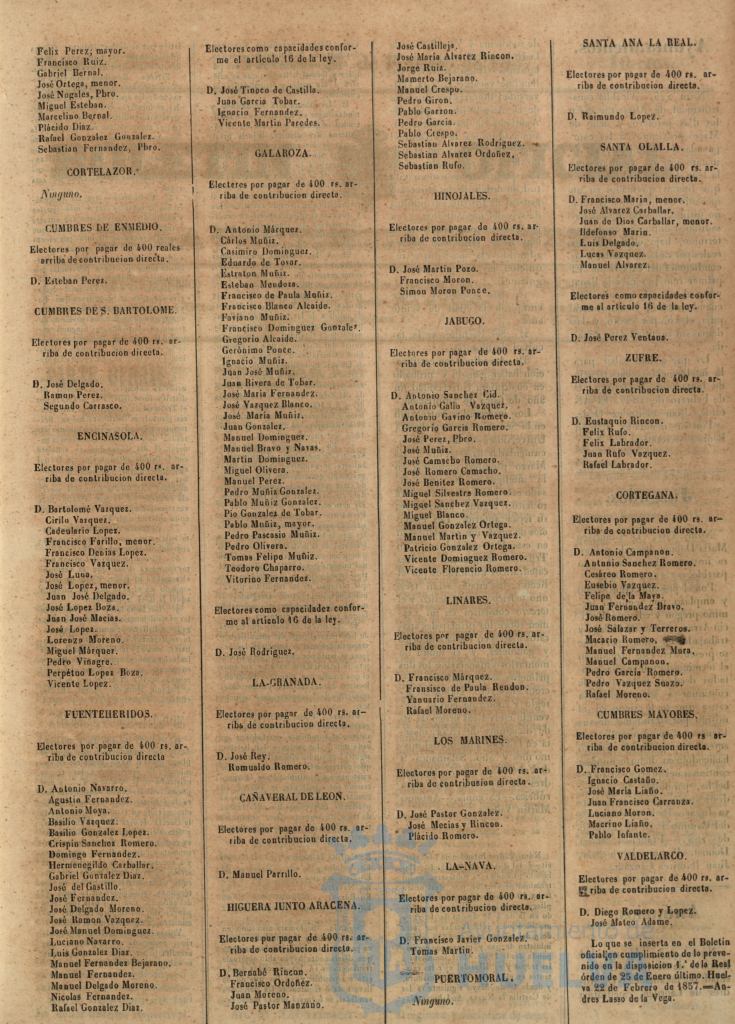 Felix Perez; mayor.
Francisco Ruiz.
Gabriel Bernal.
José Ortega, menor.
José Nogales, Pbro.
Miguel Esteban.
Marcelino Bernal.
Plácido Diaz.
Rafael Gonzalez Gonzalez.
Sebastian Fernandez, Pbro.
CORTELAZOR.
Ninguno.
CUMBRES DE ENMEDIO.
Electores por pagar de 400 reales
arriba de contribucion directa.
D. Esteban Perez.
CUMBRES DE S. BARTOLOME.
Electores por pagar de 400 rs. ar-
riba de contribucion directa.
D. José Delgado.
Ramon Perez.
Segundo Carrasco.
ENCINASOLA.
Electores por pagar de 400 rs. ar-
riba de contribucion directa.
D. Bartolomé Vazquez.
Cirilo Vazquez.
Cadeulario Lopez.
Francisco Farillo, menor.
Francisco Denias Lopez.
Francisco Vazquez.
José Luna.
José Lopez, menor.
Juan José Delgado.
José Lopez Boza.
Juan José Macias.
José Lopez.
Lorenzo Moreno.
Miguel Márquez.
Pedro Vinagre.
Perpétuo Lopez Boza.
Vicente Lopez.
FUENTEHERIDOS.
Electores por pagar de 400 rs. ar-
riba de contribucion directa
D. Antonio Navarro.
Agustin Fernandez.
Antonio Moya.
Basilio Vazquez.
Basilio Gonzalez Lopez.
Crispin Sanchez Romero.
Domingo Fernandez.
Hermenegildo Carballar.
Gabriel Gonzalez Diaz.
José del Gastillo.
José Fernandez.
José Delgado Moreno.
José Ramon Vazquez.
José Manuel Dominguez.
Luciano Navarro.
Luis Gonzalez Diaz.
Manuel Fernandez Bejarano.
Manuel Fernandez.
Manuel Delgado Moreno.
Nicolas Fernandez.
Rafael Gonzalez Diaz.
Electores como capacidades confor-
me el artículo 16 de la ley.
D. José Tinoco de Castilla.
Juan Garcia Tobar.
Ignacio Fernandez.
Vicente Martin Paredes.
GALAROZA.
Electeres por pagar de 400 rs. ar-
riba de contribucion directa.
D. Antonio Márquez.
Cárlos Muñiz.
Casimiro Dominguez.
Eduardo de Tovar.
Estraton Muñiz.
Esteban Mendoza.
Francisco de Paula Muñiz.
Francisco Blanco Alcaide.
Faviano Muñiz.
Francisco Dominguez Gonzalez.
Gregorio Alcaide.
Gerónimo Ponce.
Ignacio Muñiz.
Juan José Muñiz.
Juan Rivera de Tobar.
José Maria Fernandez.
José Vazquez Blanco.
José Maria Muñiz.
Juan Gonzalez.
Manuel Dominguez.
Manuel Bravo y Navas.
Martin Dominguez.
Miguel Olivera.
Manuel Perez.
Pedro Muñiz Gonzalez.
Pablo Muñiz Gonzalez.
Pio Gonzalez de Tobar.
Pablo Muñiz, mayor.
Pedro Pascasio Muñiz.
Pedro Olivera.
Tomas Felipo Muñiz.
Teodoro Chaparro.
Vitorino Fernandez.
Electores como capacidadez confor-
me al artículo 16 de la ley.
D. José Rodriguez.
LA-GRANADA.
Electores por pagar de 400 rs. ar-
riba de contribucion directa.
D. José Rey.
Romualdo Romero.
CAÑAVERAL DE LEON.
Electores por pagar de 400 rs. ar-
riba de contribucion directa.
D. Manuel Parrillo.
HIGUERA JUNTO ARACENA.
Electores pur pagar de 400 rs. ar-
riba de contribucion directa.
D. Bernabé Rincon.
Francisco Ordoñez.
Juan Moreno.
José Pastor Manzano.
José Castilleja.
José Maria Alvarez Rincon.
Jorge Ruiz.
Mamerto Bejarano.
Manuel Crespo.
Pedro Giron.
Pablo Garzon.
Pedro Garcia.
Pablo Crespo.
Sebastian Alvarez Rodriguez.
Sebastian Alvarez Ordoñez,
Sebastian Rufo.
HINOJALES.
Electores por pagar de 400 rs. ar-
riba de contribucion directa.
D. José Martin Pozo.
Francisco Moron.
Simon Moron Ponce.
JABUGO.
Electores por pagar de 400 rs. ar-
riba de contribucion directa.
D. Antonio Sanchez Cid.
Antonio Gallo Vazquez.
Antonio Gavino Romero.
Gregorio Garcia Romero.
José Perez, Pbro.
José Muñiz.
José Camacho Romero.
José Romero Camacho.
José Benitez Romero.
Miguel Silvestre Romero.
Miguel Sanchez Vazquez.
Miguel Blanco.
Manuel Gonzalez Ortega.
Manuel Martin y Vazquez.
Patricio Gonzalez Ortega.
Vicente Dominguez Romero.
Vicente Florencio Romero.
LINARES.
Electores por pagar de 400 rs. ar-
riba de contribucion directa.
D. Francisco Márquez.
Fransisco de Paula Rendon.
Yanuario Fernandez.
Rafael Moreno.
LOS MARINES.
Electores por pagar de 400 rs. ar-
riba de contribucion directa.
D. José Pastor Gonzalez.
José Mecias y Rincon.
Plácido Romero.
LA-NAVA.
Electores por pagar de 400 rs. ar-
riba de contribucion directa.
D. Francisco Javier Gonzalez.
Tomas Martin.
PUERTOMORAL.
Ninguno.
SANTA ANA LA REAL.
Electores por pagar de 400 rs. ar-
riba de contribucion directa.
D. Raimundo Lopez.
SANTA OLALLA.
Electores por pagar de 400 rs. ar-
riba de contribucion directa.
D. Francisco Maria, menor.
José Alvarez Carballar.
Juan de Dios Carballar, menor.
Ildefonso Marin.
Luis Delgado.
Lucas Vazquez.
Manuel Alvarez.
Electores como capacidades confor-
me al artículo 16 de la ley.
D. José Perez Ventana.
ZUFRE.
Electores por pagar de 400 rs. ar-
riba de contribucion directa.
D. Eustaquio Rincon.
Felix Rufo.
Felix Labrador.
Juan Rufo Vazquez.
Rafael Labrador.
CORTEGANA.
Electores por pagar de 400 rs. ar-
riba de contribucion directa.
D. Antonio Campanon.
Antonio Sanchez Romero.
Cesáreo Romero.
Eusebio Vazquez.
Felipe de la Maya.
Juan Fernandez Bravo.
José Romero.
José Salazar y Terreros.
Macario Romero,
Manuel Fernandez Mura.
Manuel Campanon.
Pedro Garcia Romero.
Pedro Vazquez Suazo.
Rafael Moreno.
CUMBRES MAYORES.
Electores por pagar de 400 rs ar-
riba de contribucion directa.
D. Francisco Gomez.
Ignacio Castaño.
José Maria Liaño.
Juan Francisco Carranza.
Luciano Moron.
Macrino Liaño.
Pablo Infante.
VALDELARCO.
Electores por pagar de 400 rs. ar-
riba de contribucion directa.
D. Diego Romero y Lopez.
José Mateo Adame.
Lo que se inserta en el Boletin
oficial en cumplimiento de lo preve-
nido en la disposicion 4.ª de la Real
órden de 25 de Enero último. Huel-
va 22 de Febrero de 1857.=An-
dres Lasso de la Vega.
HUELVA